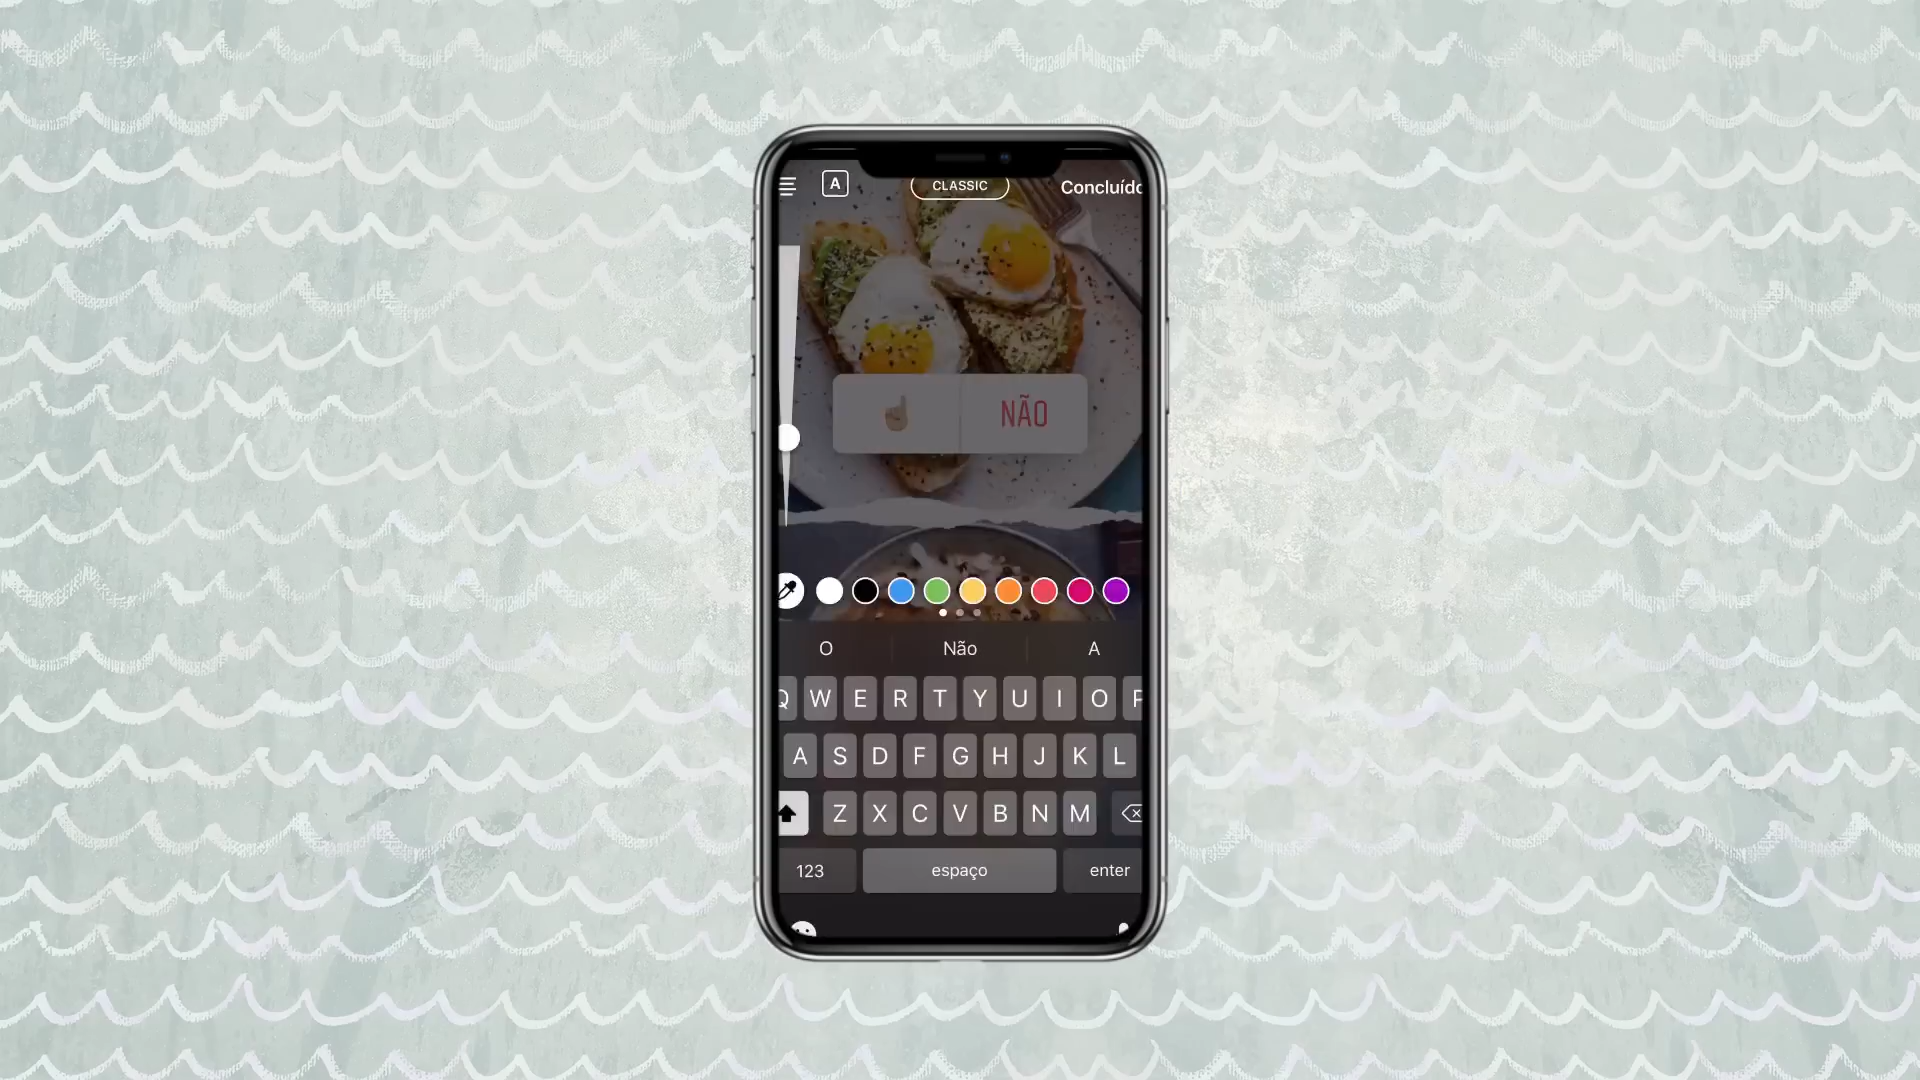 A CLASSIC Concluído
NÃO
O Não A
Q W E R T Y U I O P
A S D F G H J K L
Z X C V B N M
123 espaço enter